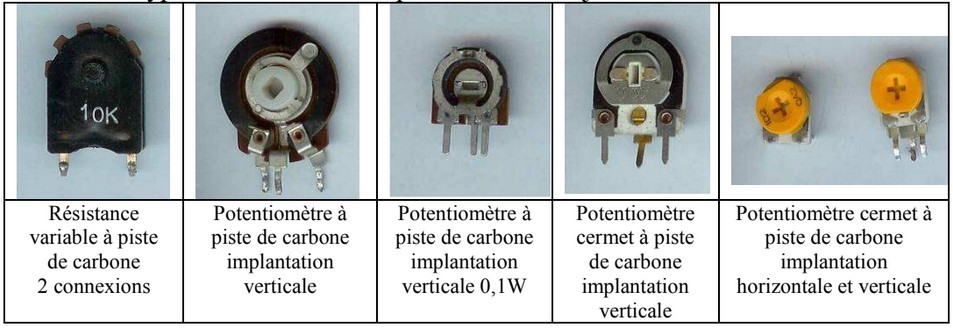 10K
Résistance
variable à piste
de carbone
2 connexions
Potentiomètre à
piste de carbone
implantation
verticale
Potentiomètre à
piste de carbone
implantation
verticale 0,1W
Potentiomètre
cermet à piste
de carbone
implantation
verticale
Potentiomètre cermet à
piste de carbone
implantation
horizontale et verticale